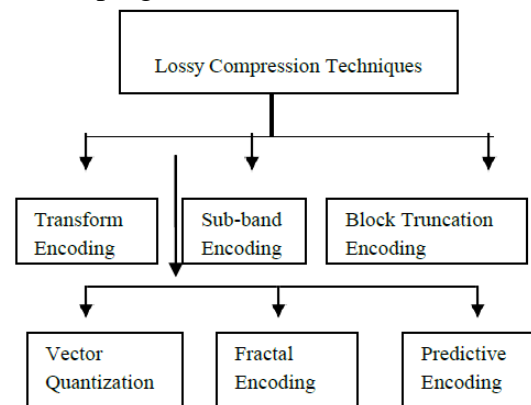 Lossy Compression Techniques
Transform
Encoding
Sub-band
Encoding
Block Truncation
Encoding
Vector
Quantization
Fractal
Encoding
Predictive
Encoding